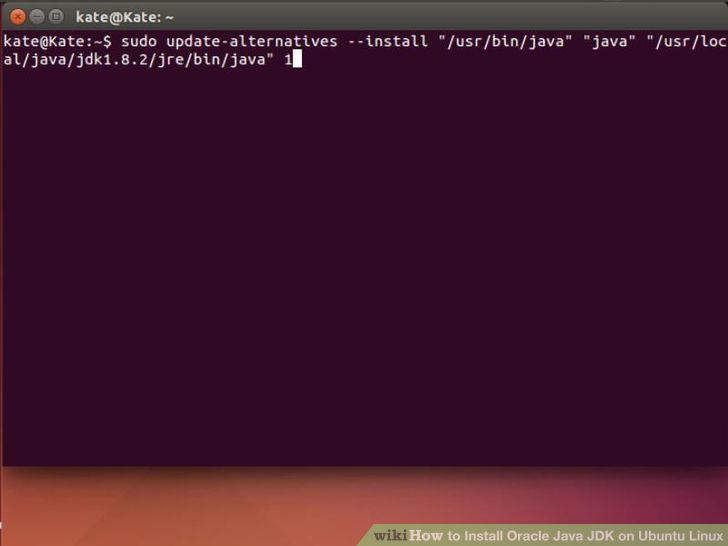 kate@Kate: ~
kate@Kate:~$ sudo update-alternatives --install "/usr/bin/java" "java" "/usr/loc
al/java/jdk1.8.2/jre/bin/java" 1
wikiHow to Install Oracle Java JDK on Ubuntu Linux